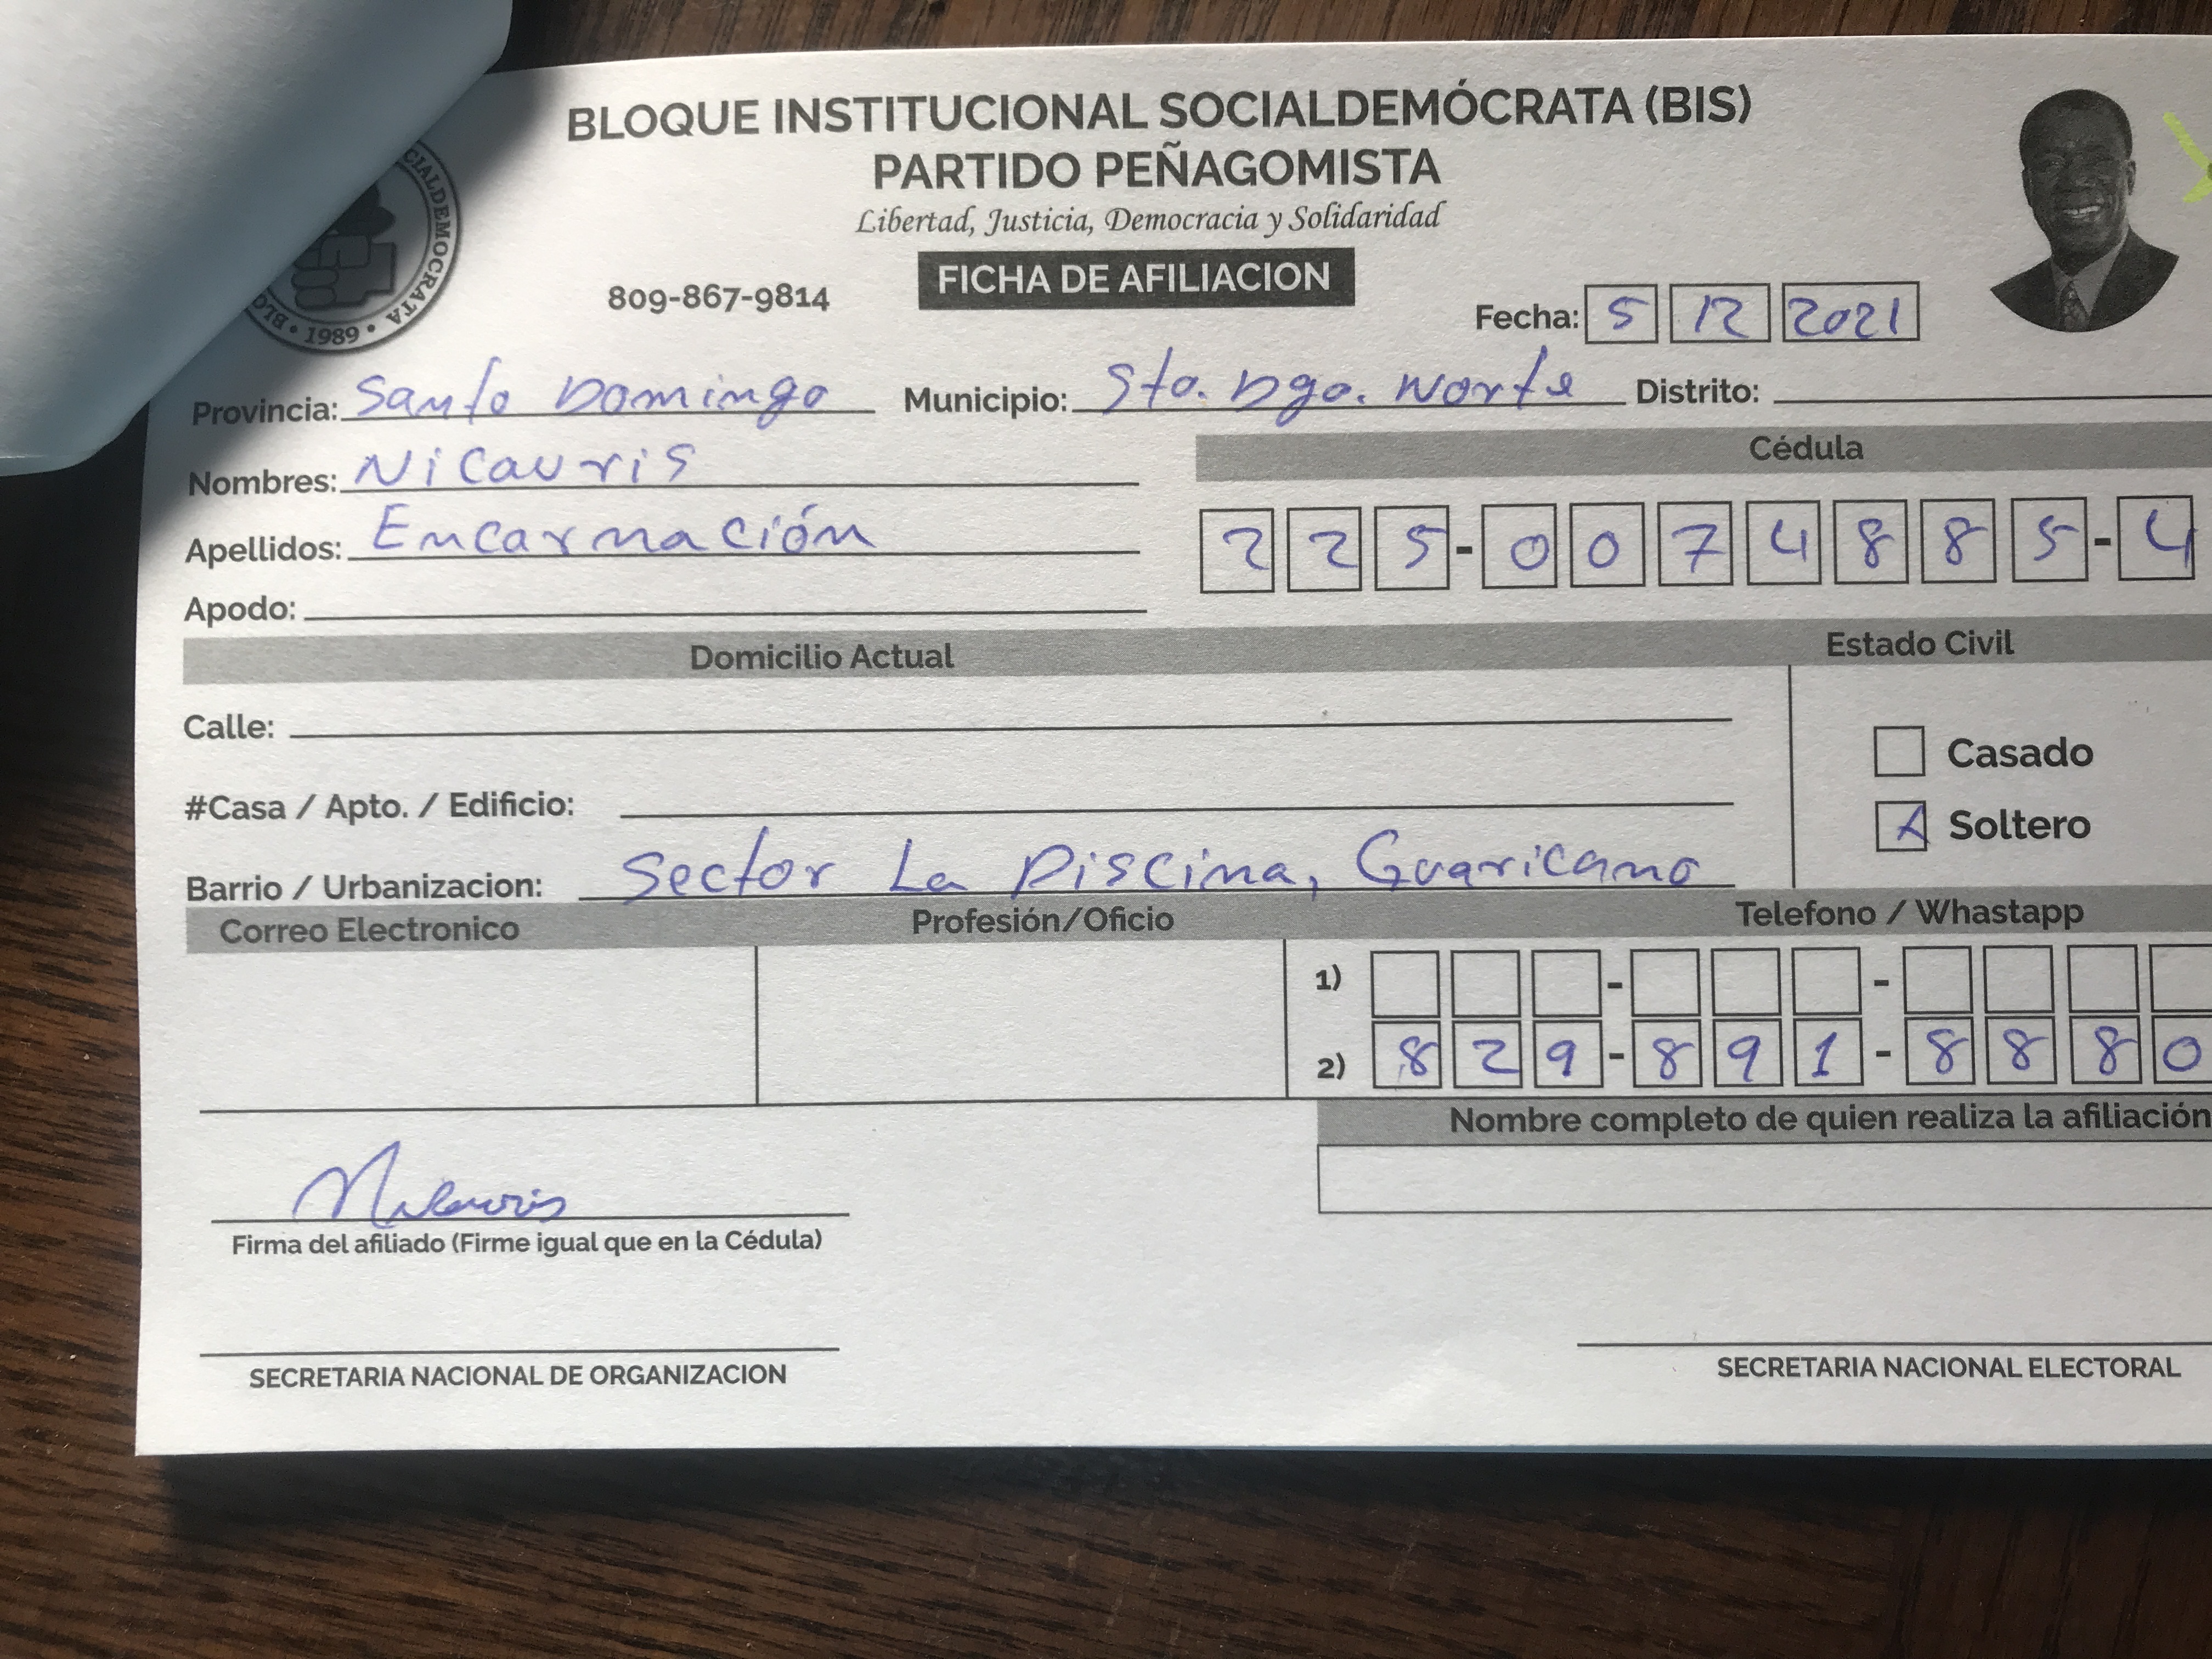 BLOQUE INSTITUCIONAL SOCIALDEMÓCRATA (BIS)
PARTIDO PEÑAGOMISTA
Libertad, Justicia, Democracia y Solidaridad
FICHA DE AFILIACION
809-867-9814
CIALDEMOCRATA • 1989 • BLO
Fecha: 5 12 2021
Provincia: Santo Domingo Municipio: Sto. Dgo. Norte Distrito:
Nombres: Nicauris
Apellidos: Encarnación
Apodo:
Cédula
225-0074885-4
Domicilio Actual
Estado Civil
Calle:
#Casa / Apto. / Edificio:
Barrio / Urbanizacion: Sector La Piscina, Guaricano
Casado
X Soltero
Correo Electronico Profesión/Oficio Telefono / Whastapp
1) - -
2) 829-891-8880
Nombre completo de quien realiza la afiliación
Nicauris
Firma del afiliado (Firme igual que en la Cédula)
SECRETARIA NACIONAL DE ORGANIZACION
SECRETARIA NACIONAL ELECTORAL